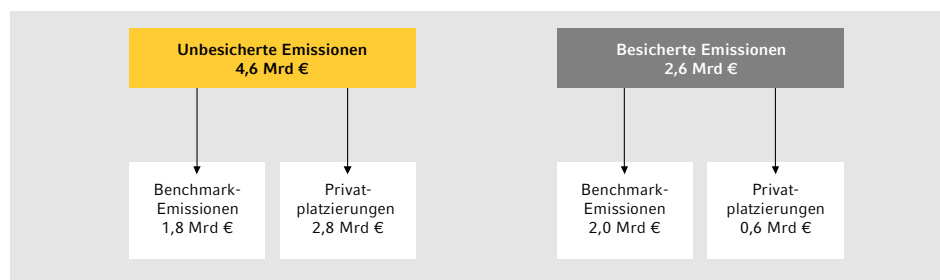 Unbesicherte Emissionen
4,6 Mrd €
Besicherte Emissionen
2,6 Mrd €
Benchmark-
Emissionen
1,8 Mrd €
Privat-
platzierungen
2,8 Mrd €
Benchmark-
Emissionen
2,0 Mrd €
Privat-
platzierungen
0,6 Mrd €